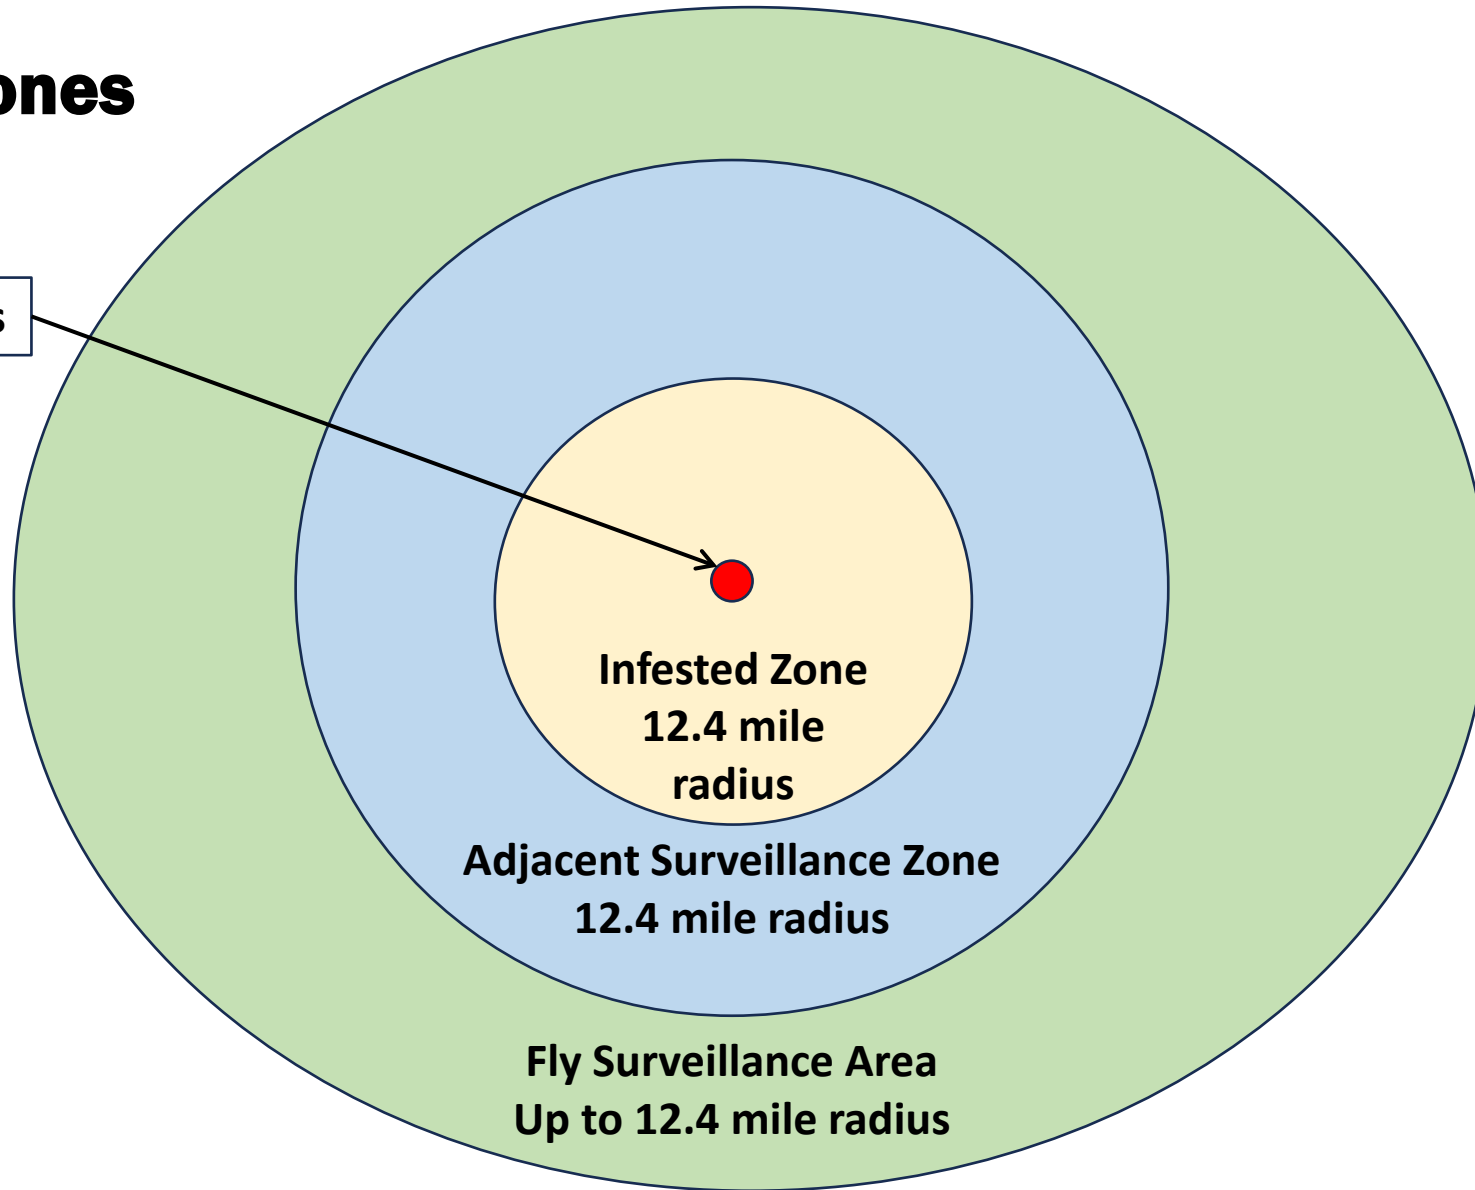 ones
s
Infested Zone
12.4 mile
radius
Adjacent Surveillance Zone
12.4 mile radius
Fly Surveillance Area
Up to 12.4 mile radius